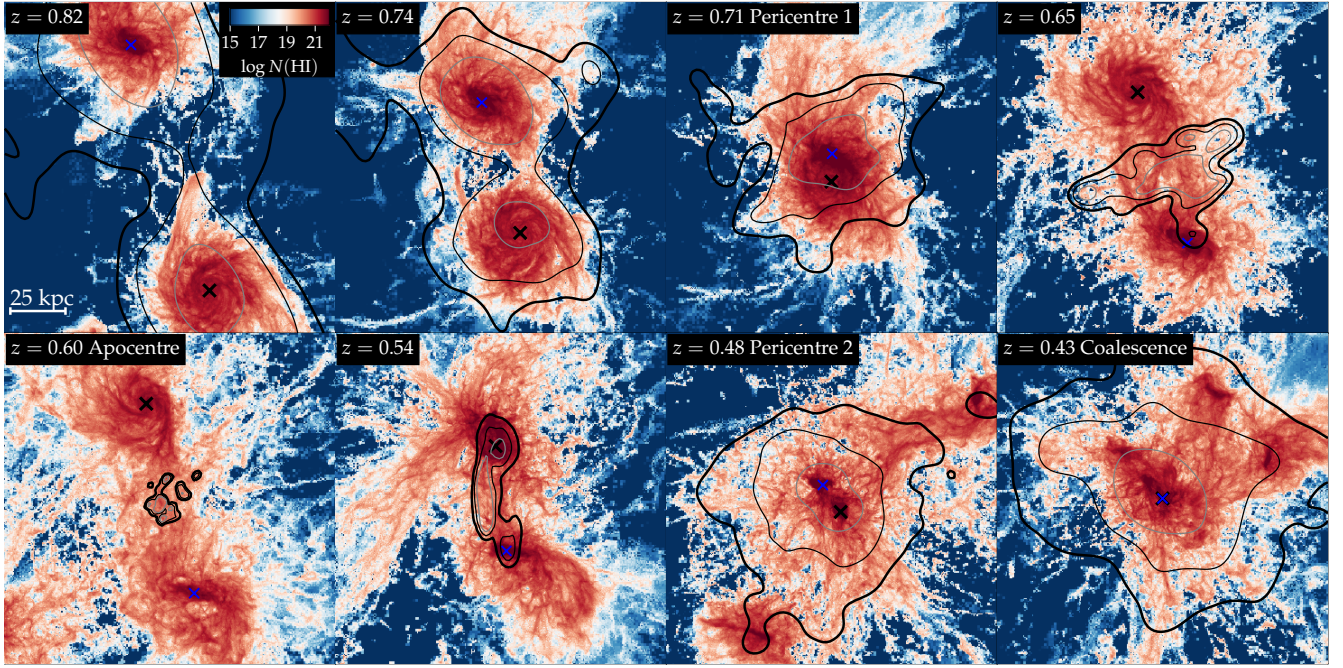 z = 0.82
15 17 19 21
log N(HI)
25 kpc
z = 0.74
z = 0.71 Pericentre 1
z = 0.65
z = 0.60 Apocentre
z = 0.54
z = 0.48 Pericentre 2
z = 0.43 Coalescence